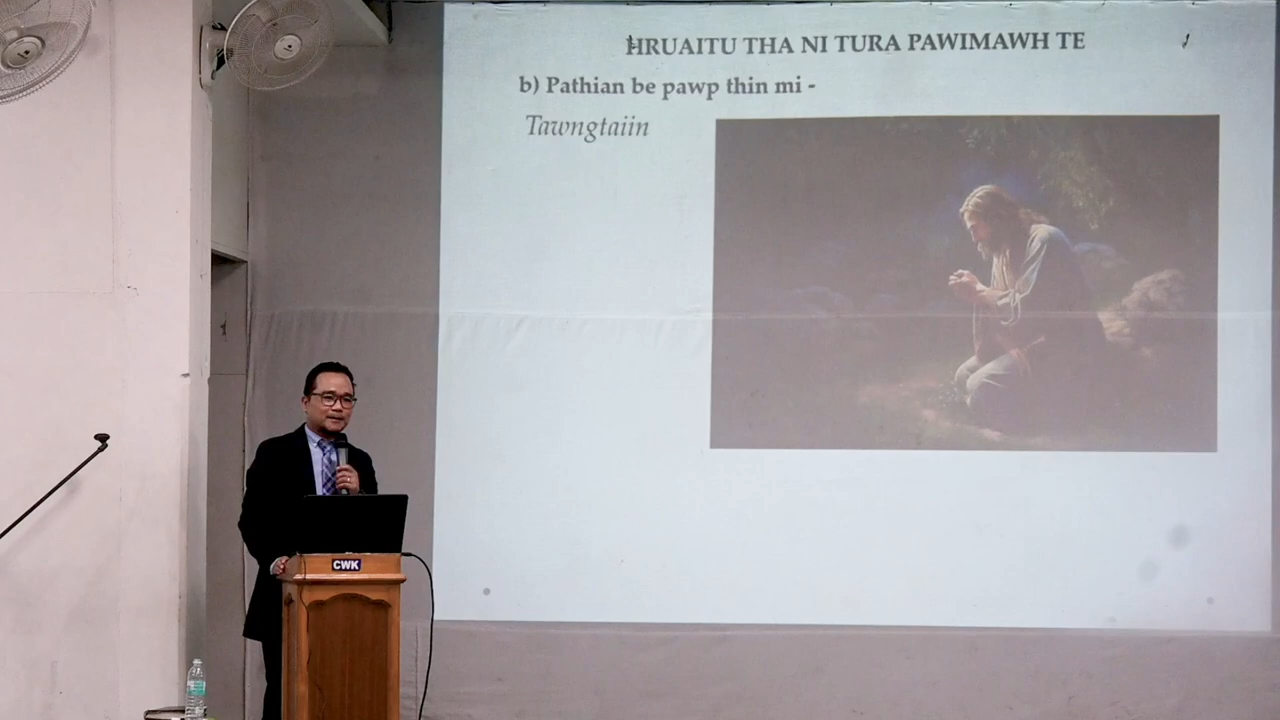 HRUAITU THA NI TURA PAWIMAWH TE
b) Pathian be pawp thin mi -
Tawngtaiin
CWK